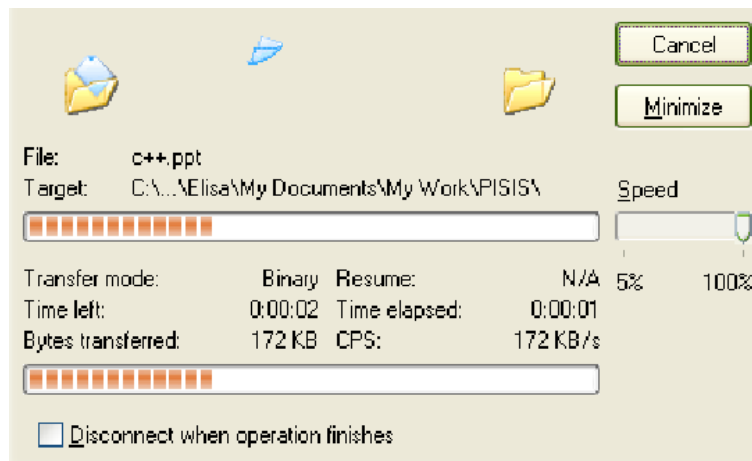 Cancel
Minimize
File: c++.ppt
Target: C:\...\Elisa\My Documents\My Work\PISIS\
Speed
5% 100%
Transfer mode: Binary Resume: N/A
Time left: 0:00:02 Time elapsed: 0:00:01
Bytes transferred: 172 KB CPS: 172 KB/s
Disconnect when operation finishes